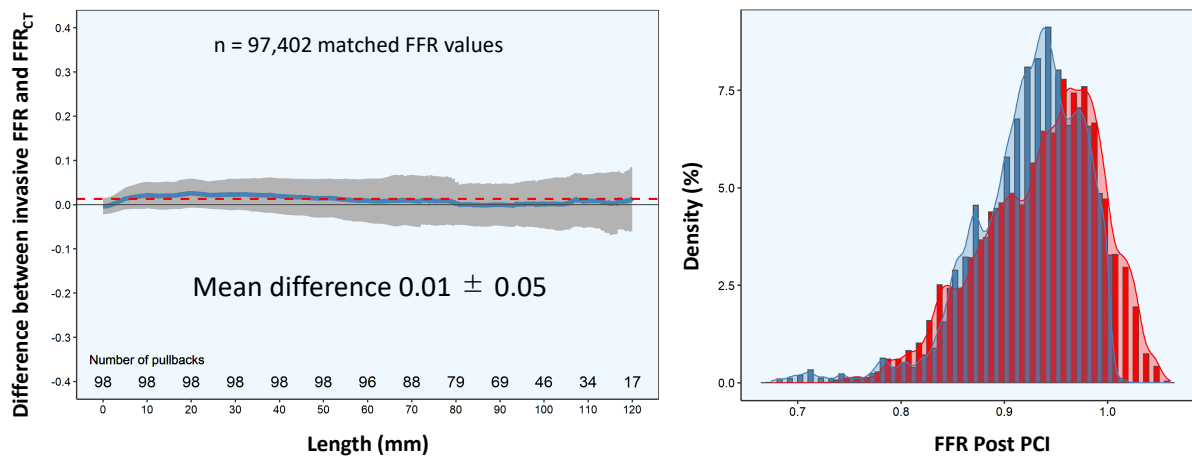 Difference between invasive FFR and FFRCT
n = 97,402 matched FFR values
0.4
0.3
0.2
0.1
0.0
-0.1
-0.2
-0.3
-0.4
Mean difference 0.01 ± 0.05
Number of pullbacks
98 98 98 98 98 98 96 88 79 69 46 34 17
0 10 20 30 40 50 60 70 80 90 100 110 120
Length (mm)
Density (%)
7.5
5.0
2.5
0.0
0.7 0.8 0.9 1.0
FFR Post PCI